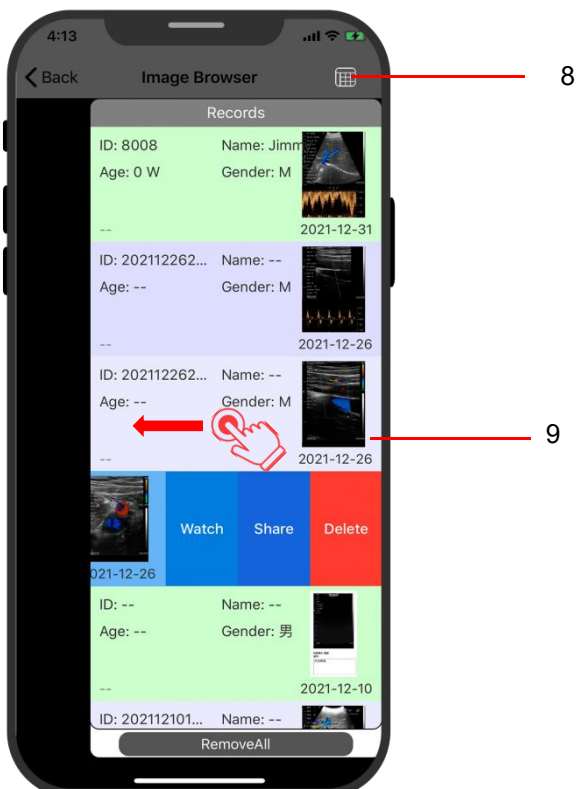 4:13
Back Image Browser 8
Records
ID: 8008 Name: Jimm
Age: 0 W Gender: M
-- 2021-12-31
ID: 202112262... Name: --
Age: -- Gender: M
-- 2021-12-26
ID: 202112262... Name: --
Age: -- Gender: M
9
-- 2021-12-26
Watch Share Delete
021-12-26
ID: -- Name: --
Age: -- Gender: 男
-- 2021-12-10
ID: 202112101... Name: --
RemoveAll